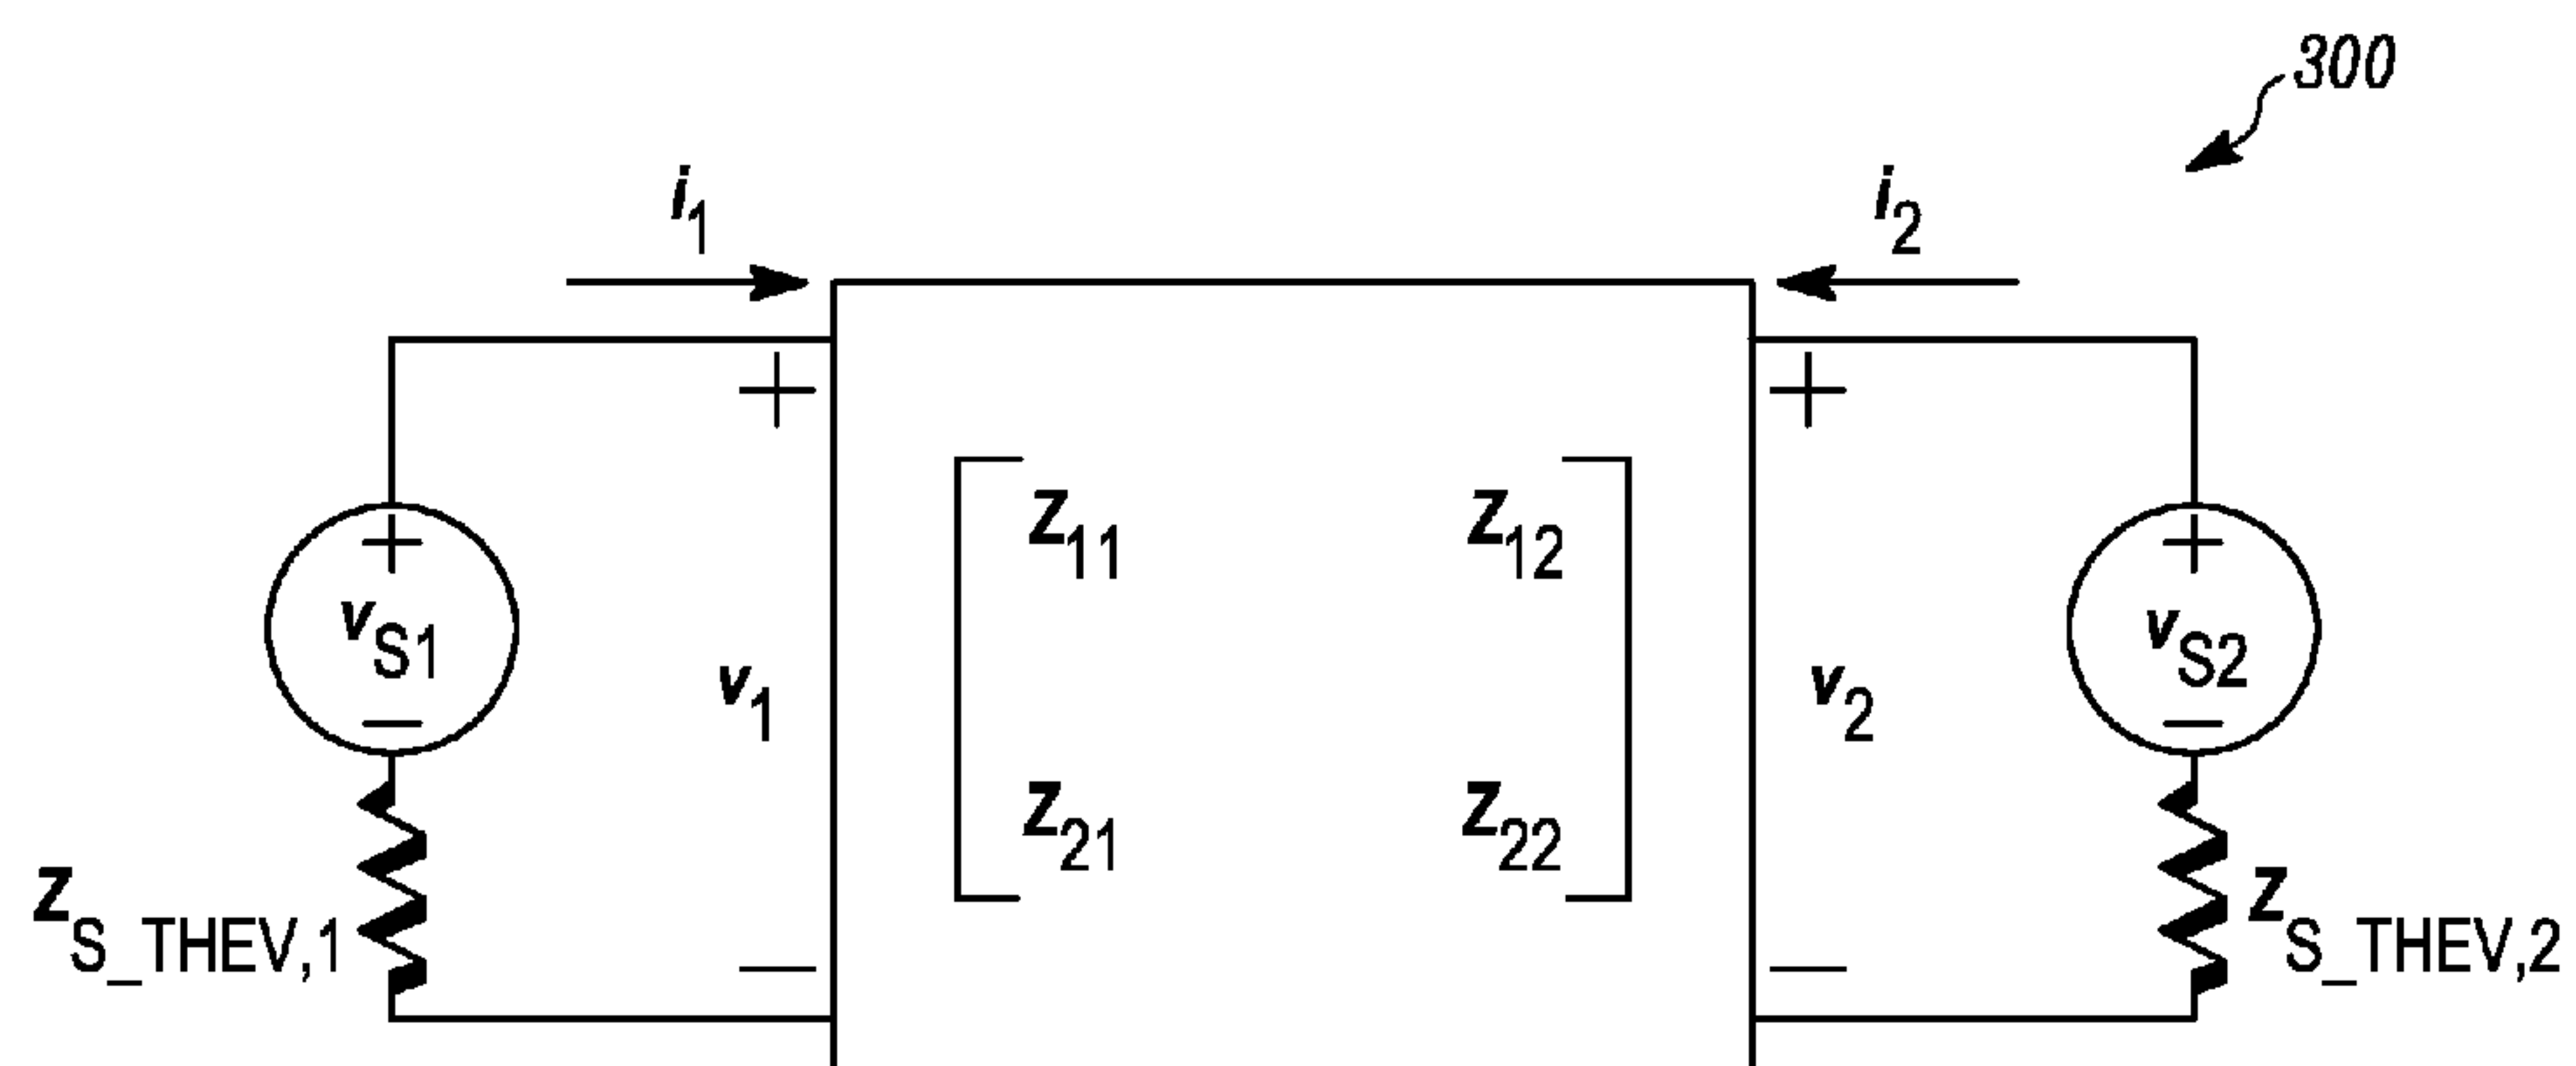 300
i1
i2
+
+
Z11
Z12
+
vS1
−
+
vS2
−
v1
v2
Z21
Z22
ZS_THEV,1
ZS_THEV,2
−
−